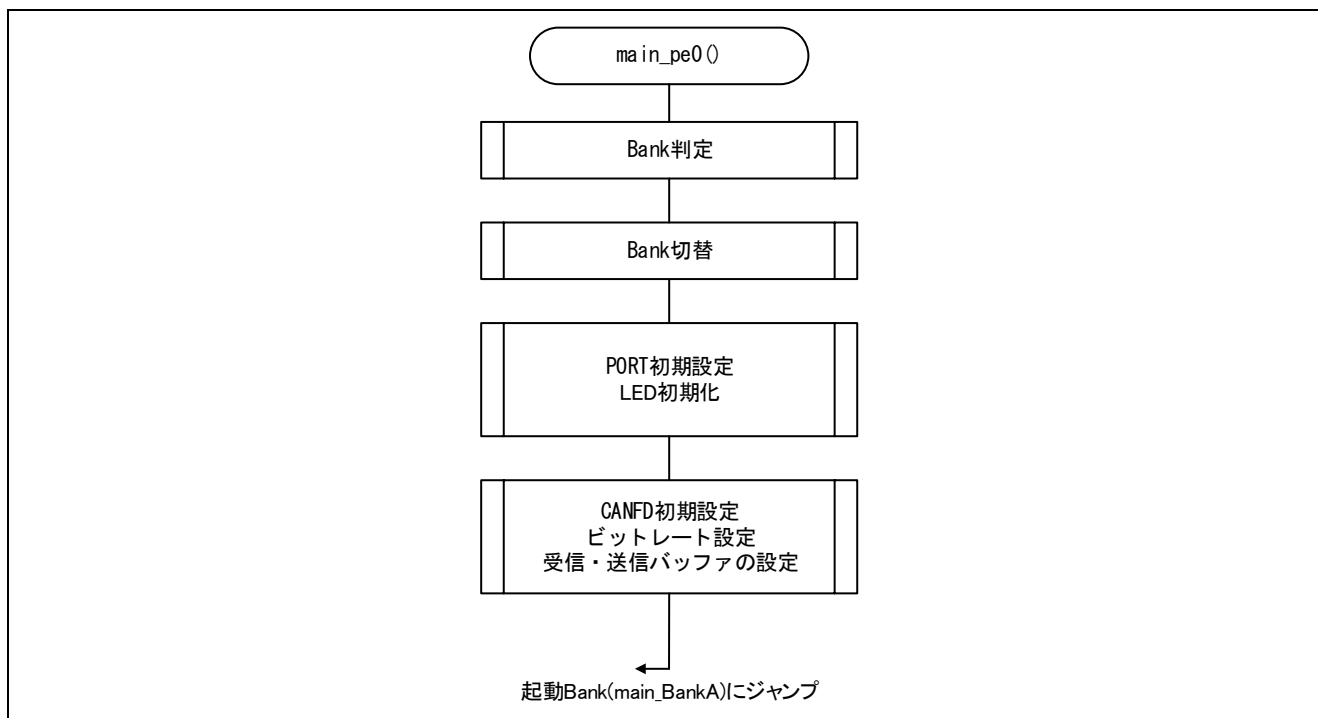 main_pe0()
Bank判定
Bank切替
PORT初期設定
LED初期化
CANFD初期設定
ビットレート設定
受信・送信バッファの設定
起動Bank(main_BankA)にジャンプ